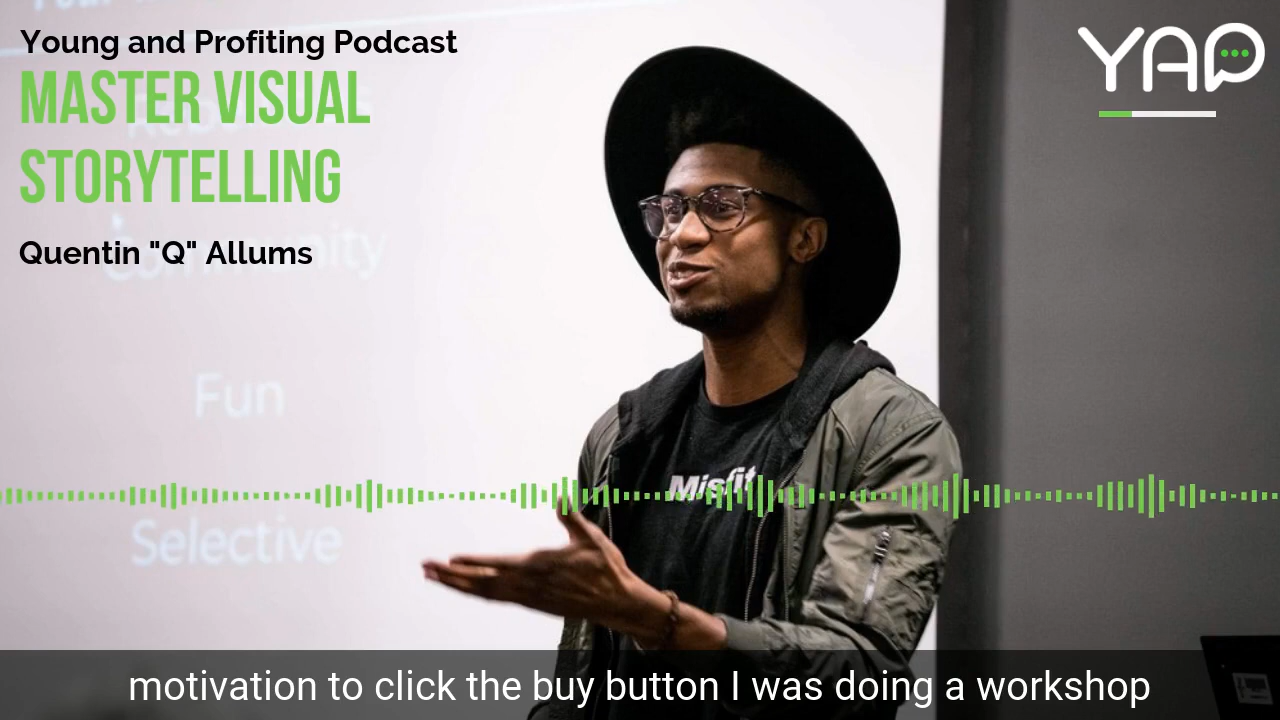 Young and Profiting Podcast
YAP
MASTER VISUAL
STORYTELLING
Quentin "Q" Allums
Community
Fun
Misfit
Selective
motivation to click the buy button I was doing a workshop